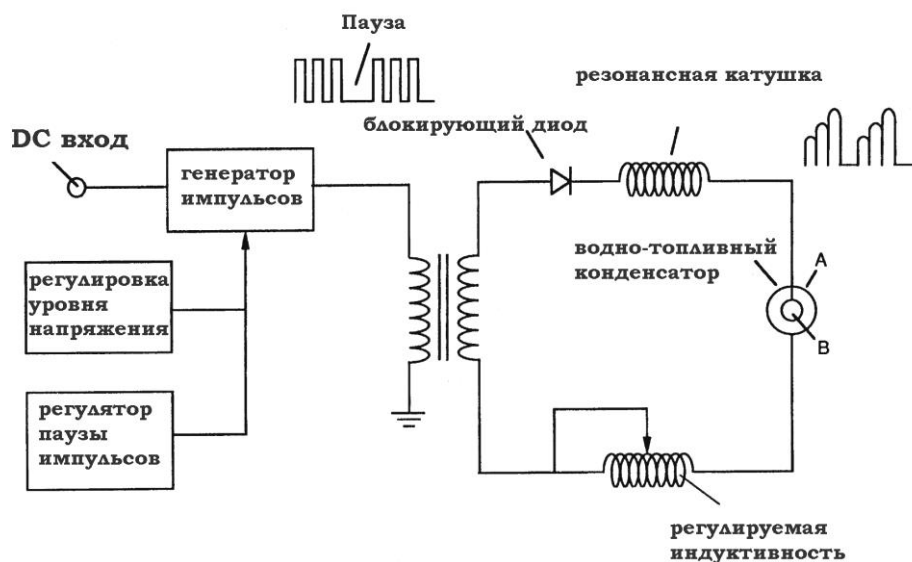 Пауза
резонансная катушка
блокирующий диод
DC вход
генератор
импульсов
водно-топливный
конденсатор
A
B
регулировка
уровня
напряжения
регулятор
паузы
импульсов
регулируемая
индуктивность